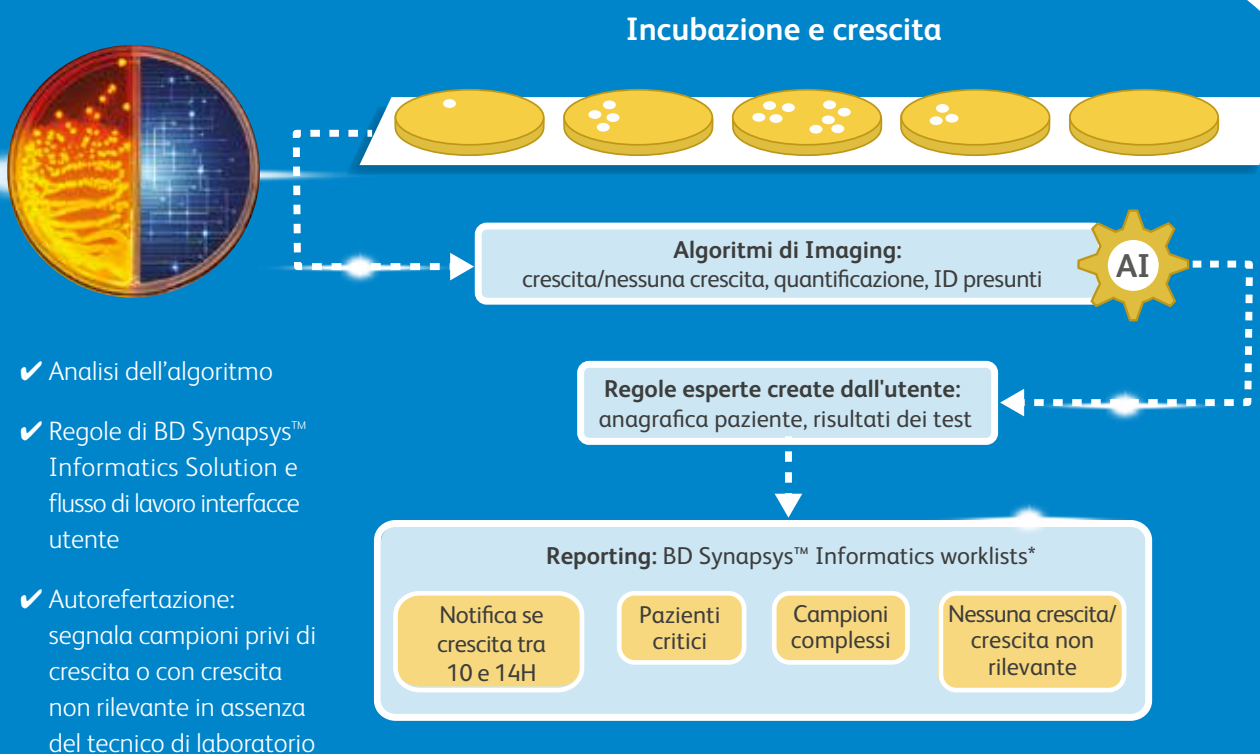 Incubazione e crescita
Algoritmi di Imaging:
crescita/nessuna crescita, quantificazione, ID presunti
AI
Regole esperte create dall'utente:
anagrafica paziente, risultati dei test
Reporting: BD Synapsys™ Informatics worklists*
Notifica se
crescita tra
10 e 14H
Pazienti
critici
Campioni
complessi
Nessuna crescita/
crescita non
rilevante
✔ Analisi dell’algoritmo
✔ Regole di BD Synapsys™
Informatics Solution e
flusso di lavoro interfacce
utente
✔ Autorefertazione:
segnala campioni privi di
crescita o con crescita
non rilevante in assenza
del tecnico di laboratorio